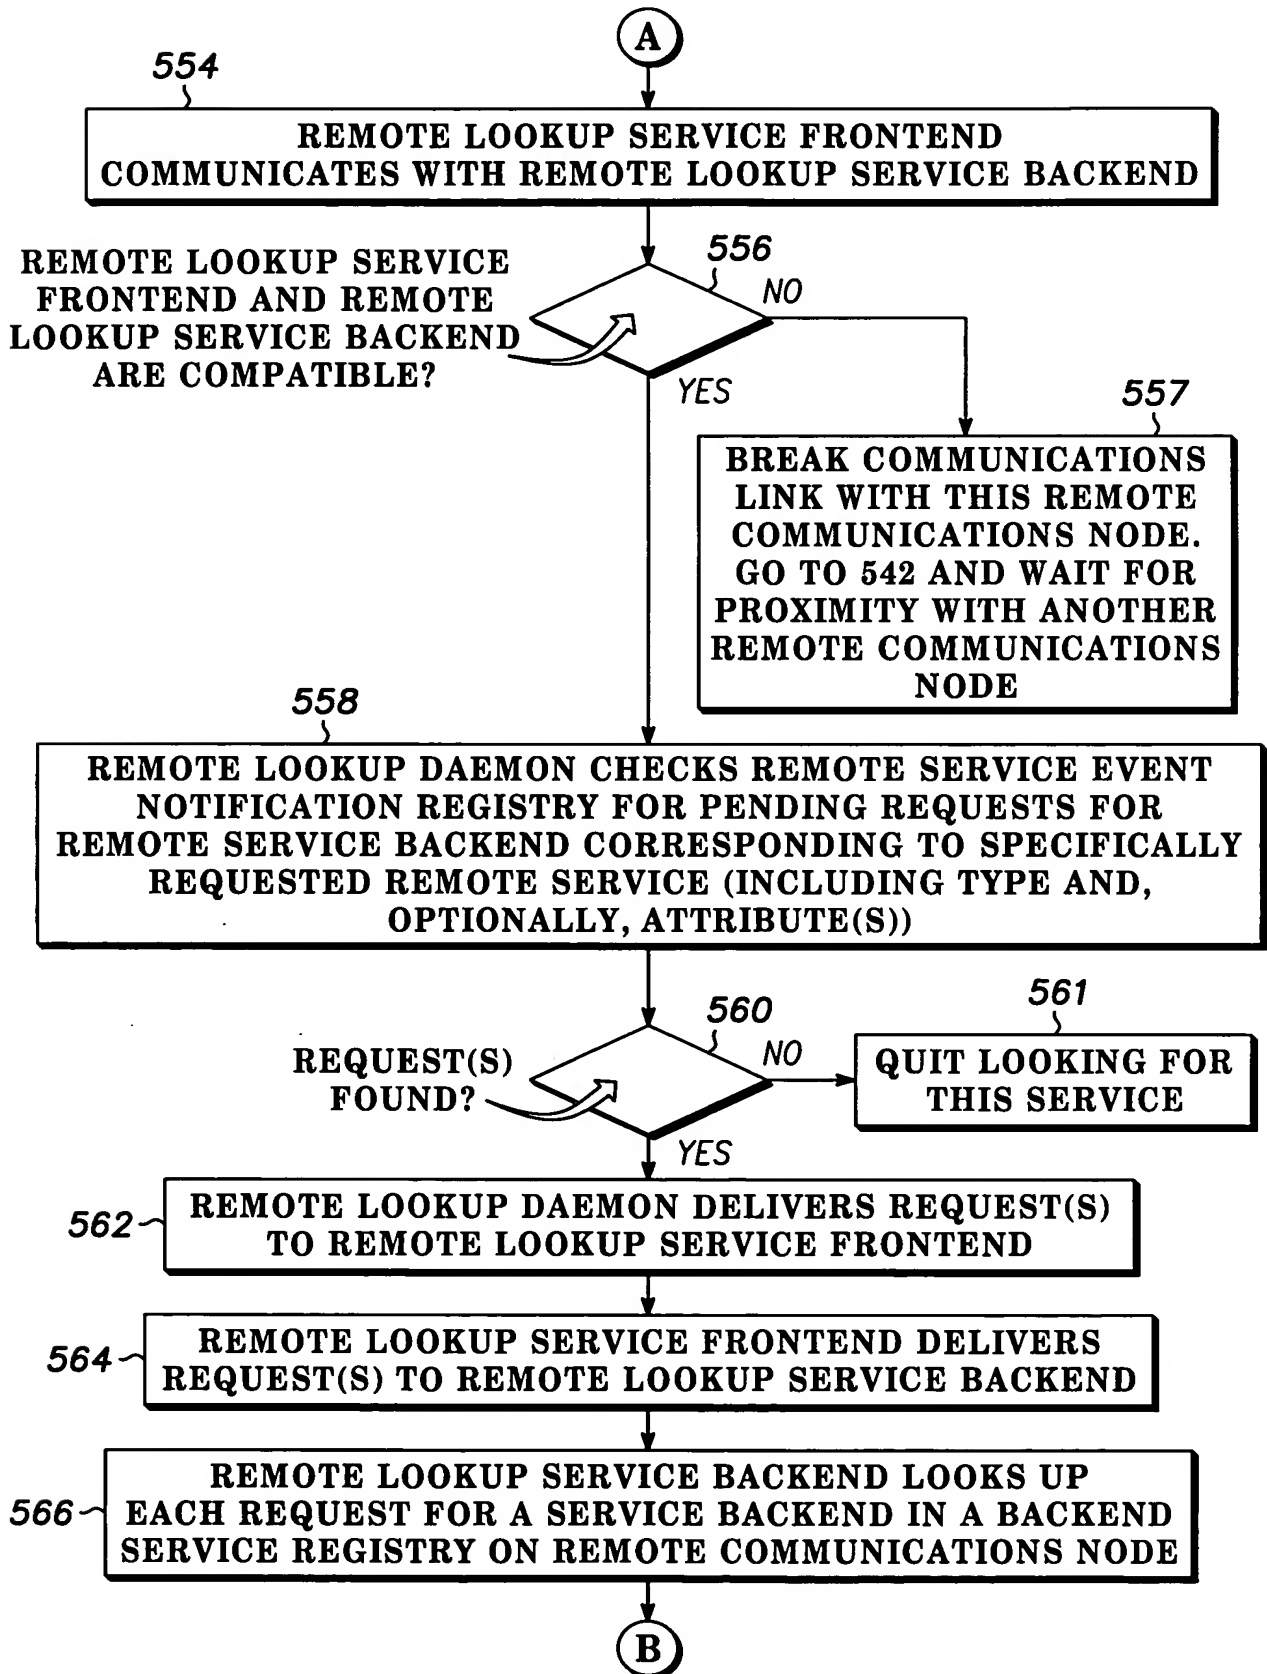 A
554
REMOTE LOOKUP SERVICE FRONTEND
COMMUNICATES WITH REMOTE LOOKUP SERVICE BACKEND
556
REMOTE LOOKUP SERVICE
FRONTEND AND REMOTE
LOOKUP SERVICE BACKEND
ARE COMPATIBLE?
NO
YES
557
BREAK COMMUNICATIONS
LINK WITH THIS REMOTE
COMMUNICATIONS NODE.
GO TO 542 AND WAIT FOR
PROXIMITY WITH ANOTHER
REMOTE COMMUNICATIONS
NODE
558
REMOTE LOOKUP DAEMON CHECKS REMOTE SERVICE EVENT
NOTIFICATION REGISTRY FOR PENDING REQUESTS FOR
REMOTE SERVICE BACKEND CORRESPONDING TO SPECIFICALLY
REQUESTED REMOTE SERVICE (INCLUDING TYPE AND,
OPTIONALLY, ATTRIBUTE(S))
560
REQUEST(S)
FOUND?
NO
561
QUIT LOOKING FOR
THIS SERVICE
YES
562
REMOTE LOOKUP DAEMON DELIVERS REQUEST(S)
TO REMOTE LOOKUP SERVICE FRONTEND
564
REMOTE LOOKUP SERVICE FRONTEND DELIVERS
REQUEST(S) TO REMOTE LOOKUP SERVICE BACKEND
566
REMOTE LOOKUP SERVICE BACKEND LOOKS UP
EACH REQUEST FOR A SERVICE BACKEND IN A BACKEND
SERVICE REGISTRY ON REMOTE COMMUNICATIONS NODE
B